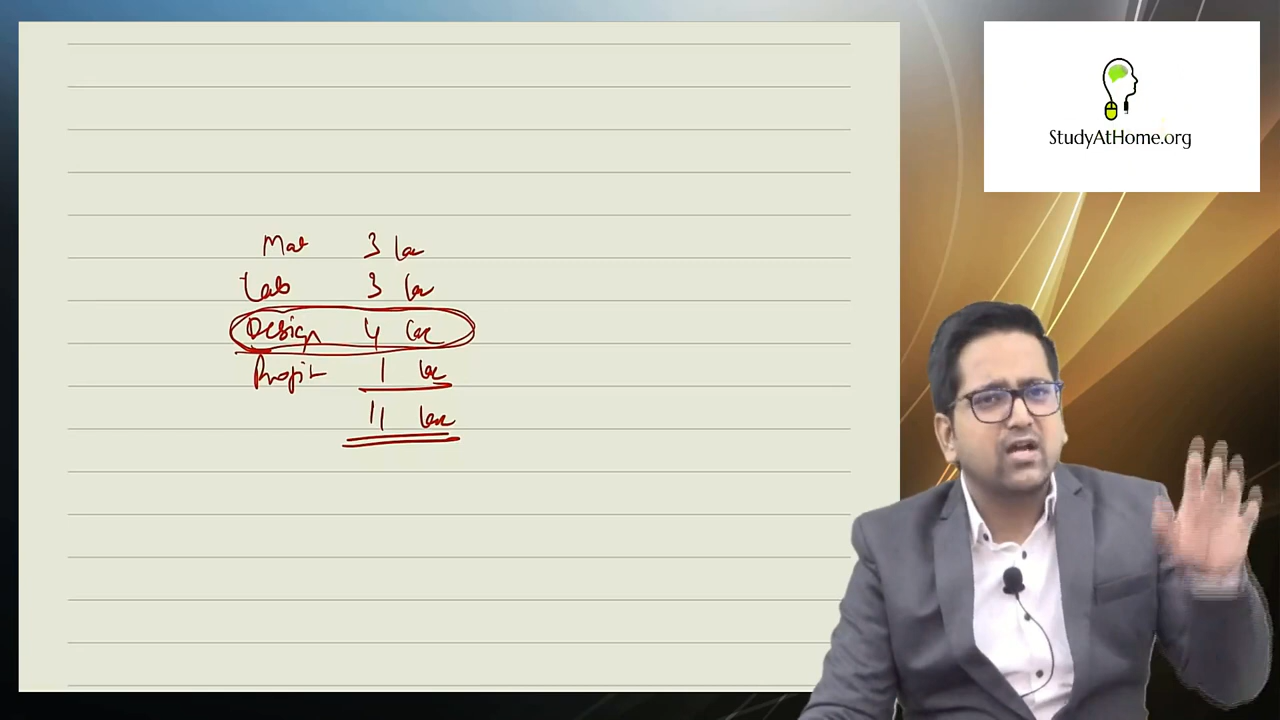 StudyAtHome.org
Mat 3 lac
Lab 3 lac
Design 4 lac
Profit 1 lac
11 lac